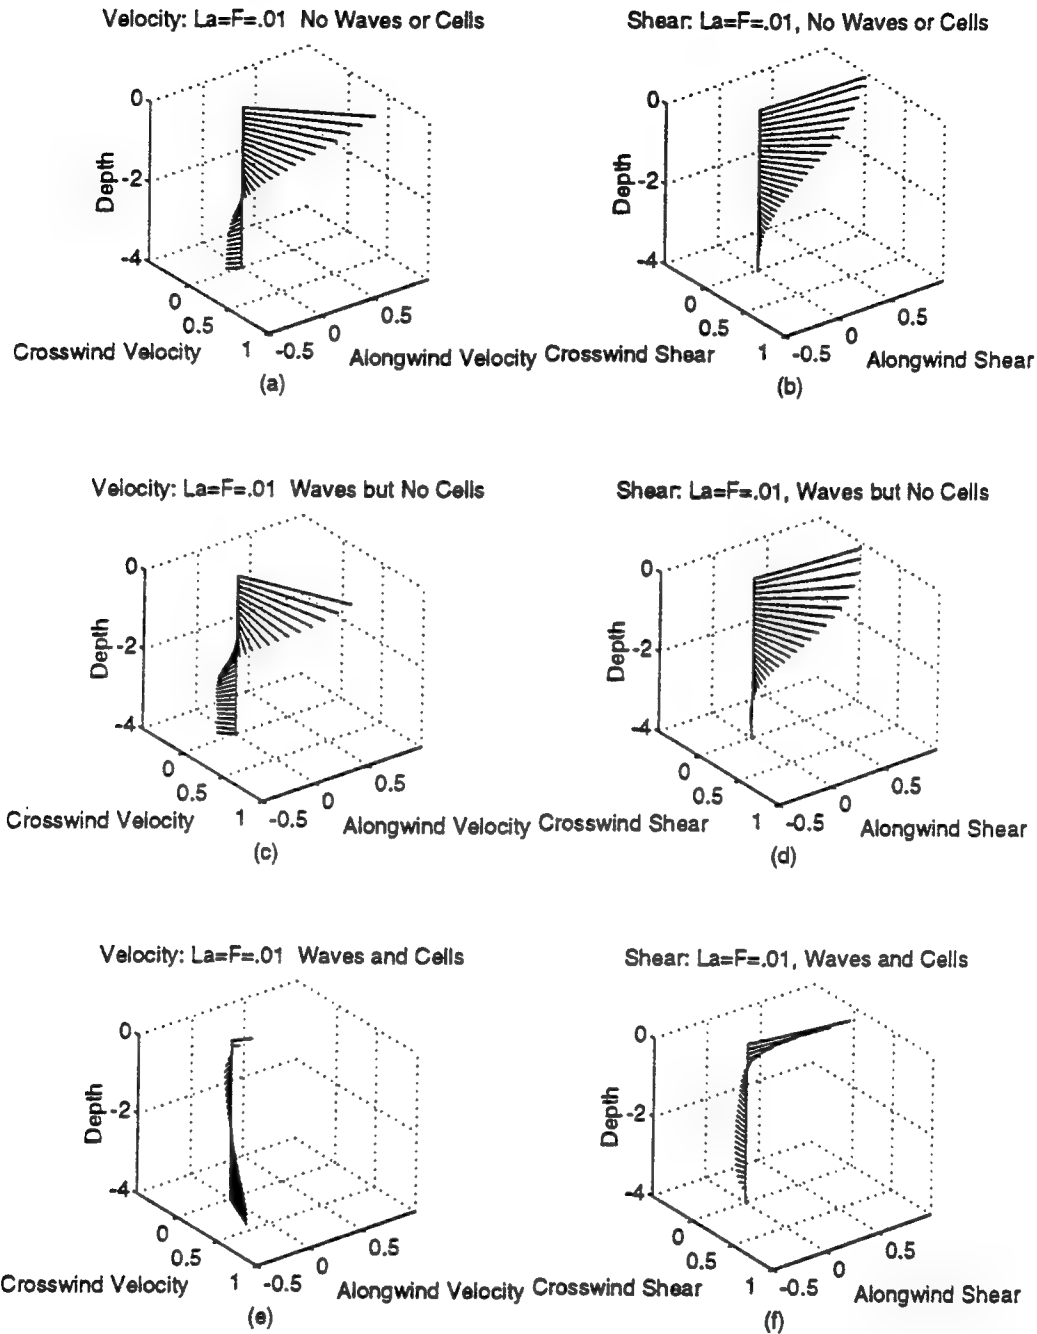 Velocity: La=F=.01 No Waves or Cells
Shear: La=F=.01, No Waves or Cells
0
-2
-4
Depth
0
0.5
1
-0.5
0
0.5
Crosswind Velocity
Alongwind Velocity
(a)
0
-2
-4
Depth
0
0.5
1
-0.5
0
0.5
Crosswind Shear
Alongwind Shear
(b)
Velocity: La=F=.01 Waves but No Cells
Shear: La=F=.01, Waves but No Cells
0
-2
-4
Depth
0
0.5
1
-0.5
0
0.5
Crosswind Velocity
Alongwind Velocity
(c)
0
-2
-4
Depth
0
0.5
1
-0.5
0
0.5
Crosswind Shear
Alongwind Shear
(d)
Velocity: La=F=.01 Waves and Cells
Shear: La=F=.01, Waves and Cells
0
-2
-4
Depth
0
0.5
1
-0.5
0
0.5
Crosswind Velocity
Alongwind Velocity
(e)
0
-2
-4
Depth
0
0.5
1
-0.5
0
0.5
Crosswind Shear
Alongwind Shear
(f)